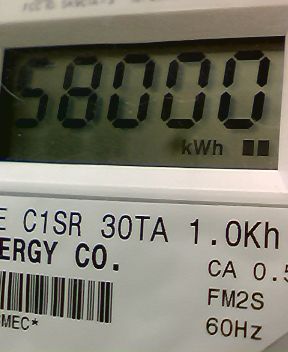 58000
kWh
E C1SR 30TA 1.0Kh
ERGY CO.
CA 0.5
FM2S
MEC*
60Hz